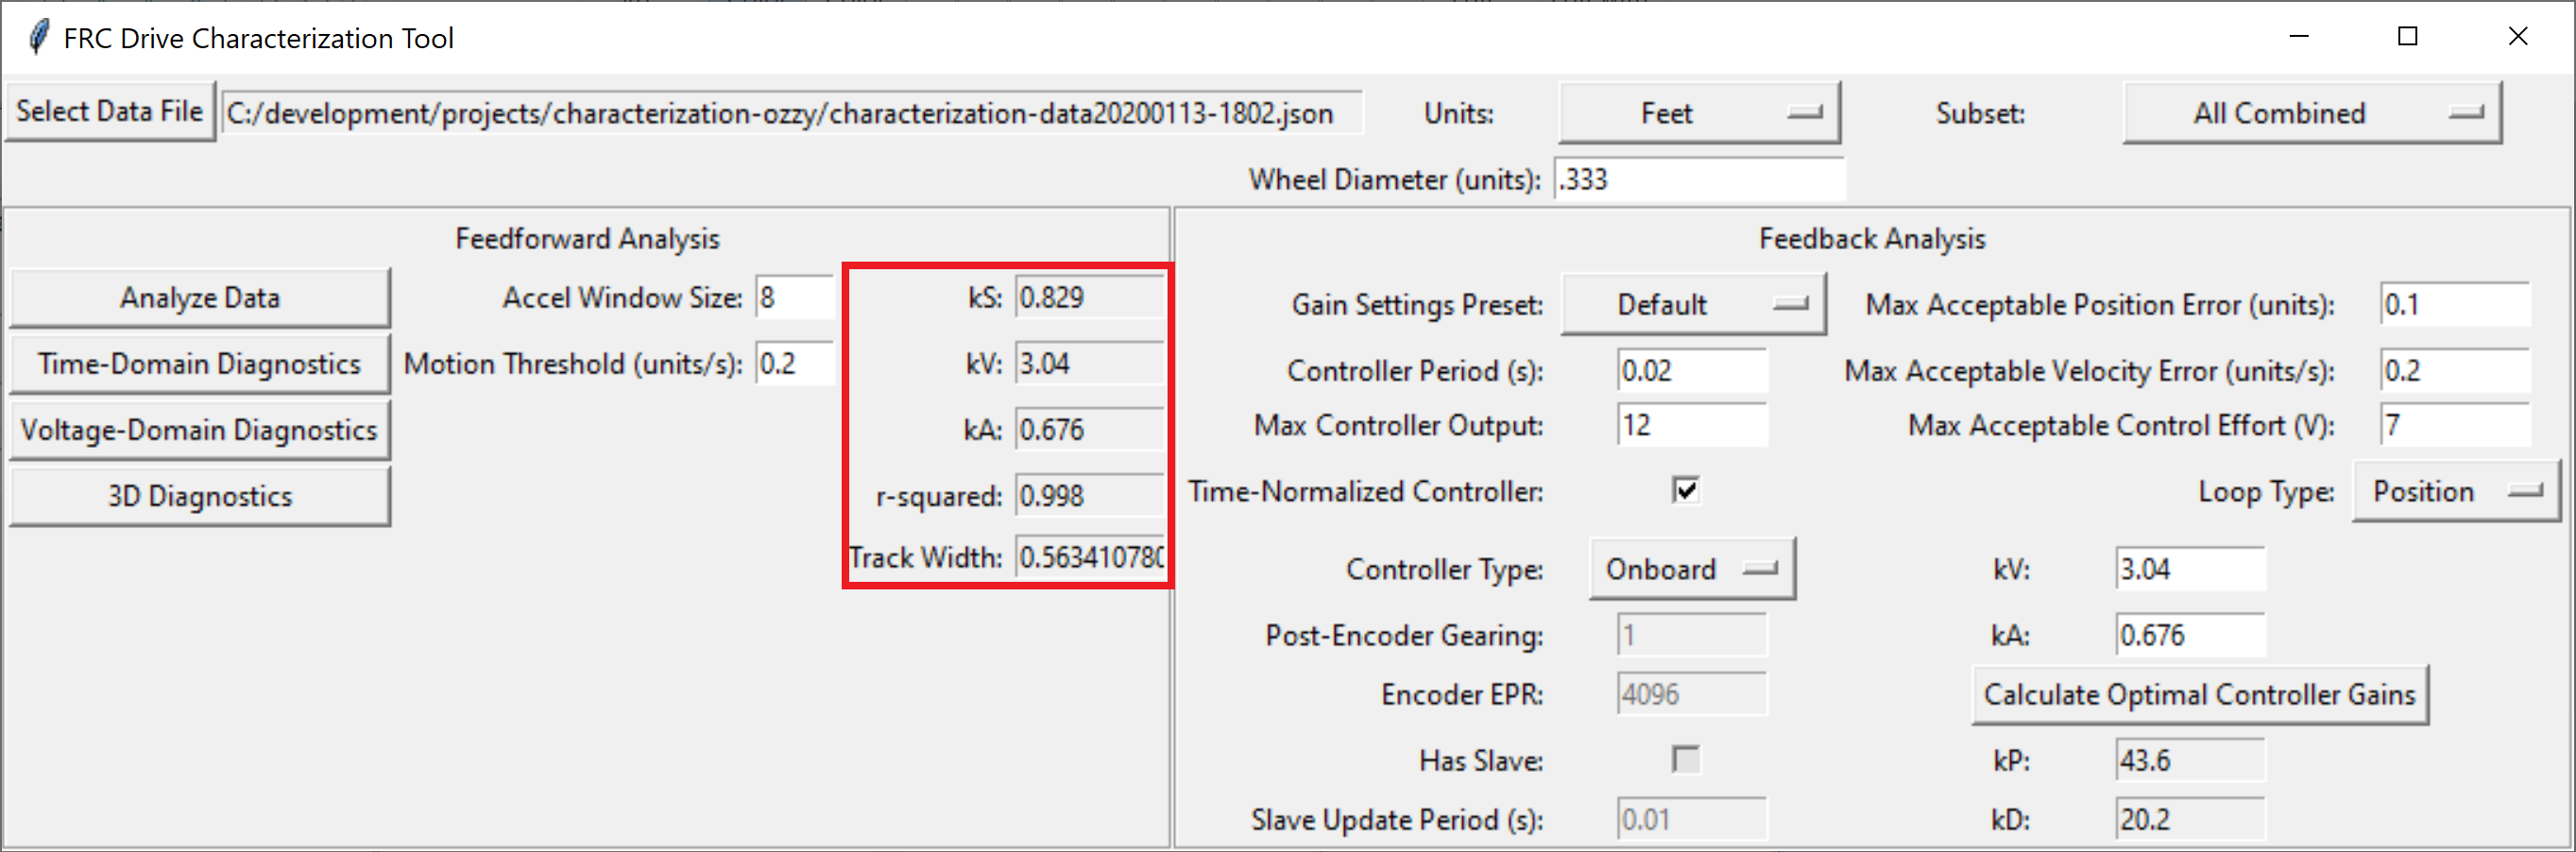 FRC Drive Characterization Tool
Select Data File C:/development/projects/characterization-ozzy/characterization-data20200113-1802.json Units: Feet Subset: All Combined
Wheel Diameter (units): .333
Feedforward Analysis
Analyze Data Accel Window Size: 8 kS: 0.829
Time-Domain Diagnostics Motion Threshold (units/s): 0.2 kV: 3.04
Voltage-Domain Diagnostics kA: 0.676
3D Diagnostics r-squared: 0.998
Track Width: 0.563410780
Feedback Analysis
Gain Settings Preset: Default Max Acceptable Position Error (units): 0.1
Controller Period (s): 0.02 Max Acceptable Velocity Error (units/s): 0.2
Max Controller Output: 12 Max Acceptable Control Effort (V): 7
Time-Normalized Controller: Loop Type: Position
Controller Type: Onboard kV: 3.04
Post-Encoder Gearing: 1 kA: 0.676
Encoder EPR: 4096 Calculate Optimal Controller Gains
Has Slave: kP: 43.6
Slave Update Period (s): 0.01 kD: 20.2